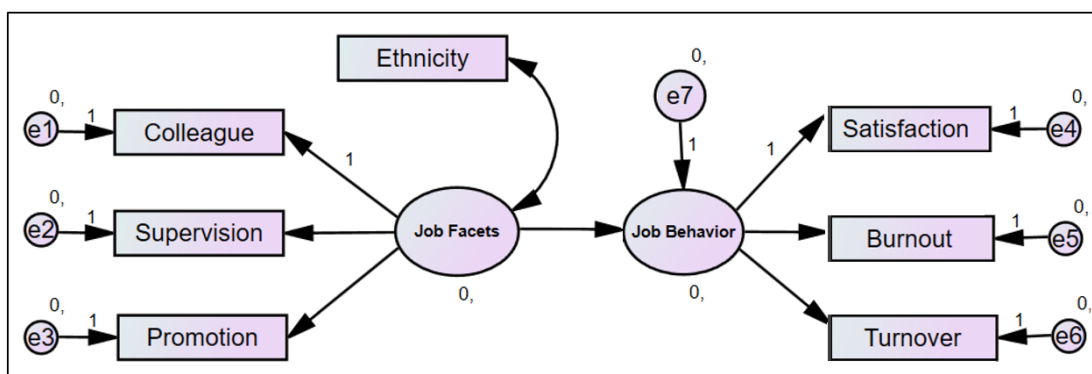 Ethnicity
0,
e7
1
0,
e1
1
Colleague
1
0,
e2
1
Supervision
0,
e3
1
Promotion
Job Facets
0,
Job Behavior
0,
1
Satisfaction
1
0,
e4
Burnout
1
0,
e5
Turnover
1
0,
e6